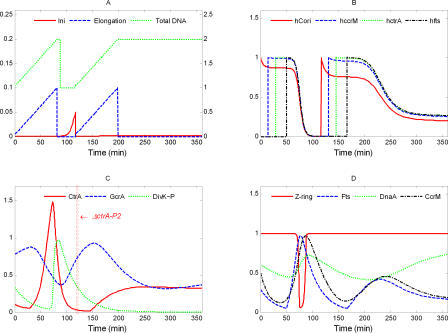 A
Ini Elongation Total DNA
0.25 2.5
0.2 2
0.15 1.5
0.1 1
0.05 0.5
0 0
0 50 100 150 200 250 300 350
Time (min)
B
hCori hccrM hctrA hfts
1.5
1
0.5
0
0 50 100 150 200 250 300 350
Time (min)
C
CtrA GcrA DivK~P
1.5
1
0.5
0
← ΔctrA-P2
0 50 100 150 200 250 300 350
Time (min)
D
Z-ring Fts DnaA CcrM
1.5
1
0.5
0
0 50 100 150 200 250 300 350
Time (min)